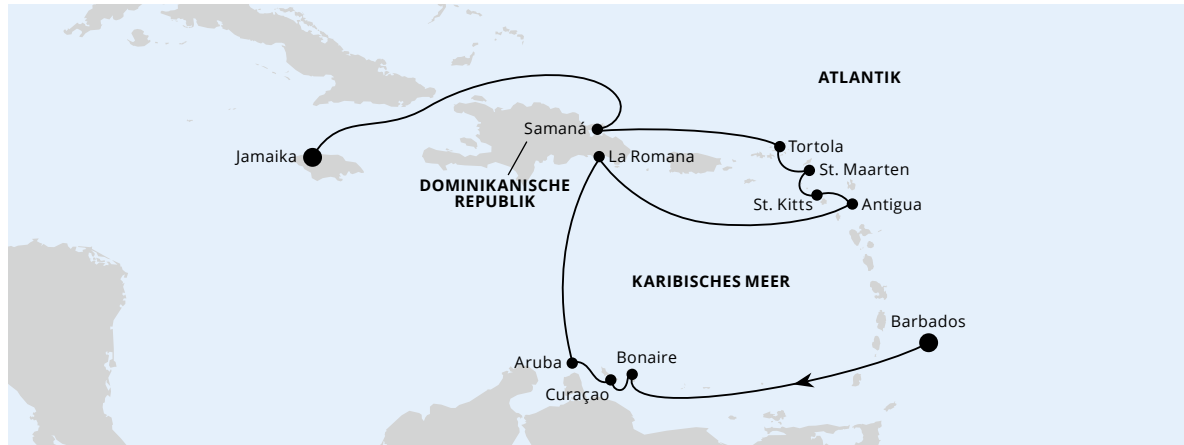 ATLANTIK
Samaná
Jamaika
La Romana
Tortola
St. Maarten
DOMINIKANISCHE
REPUBLIK
St. Kitts
Antigua
KARIBISCHES MEER
Barbados
Aruba
Bonaire
Curaçao